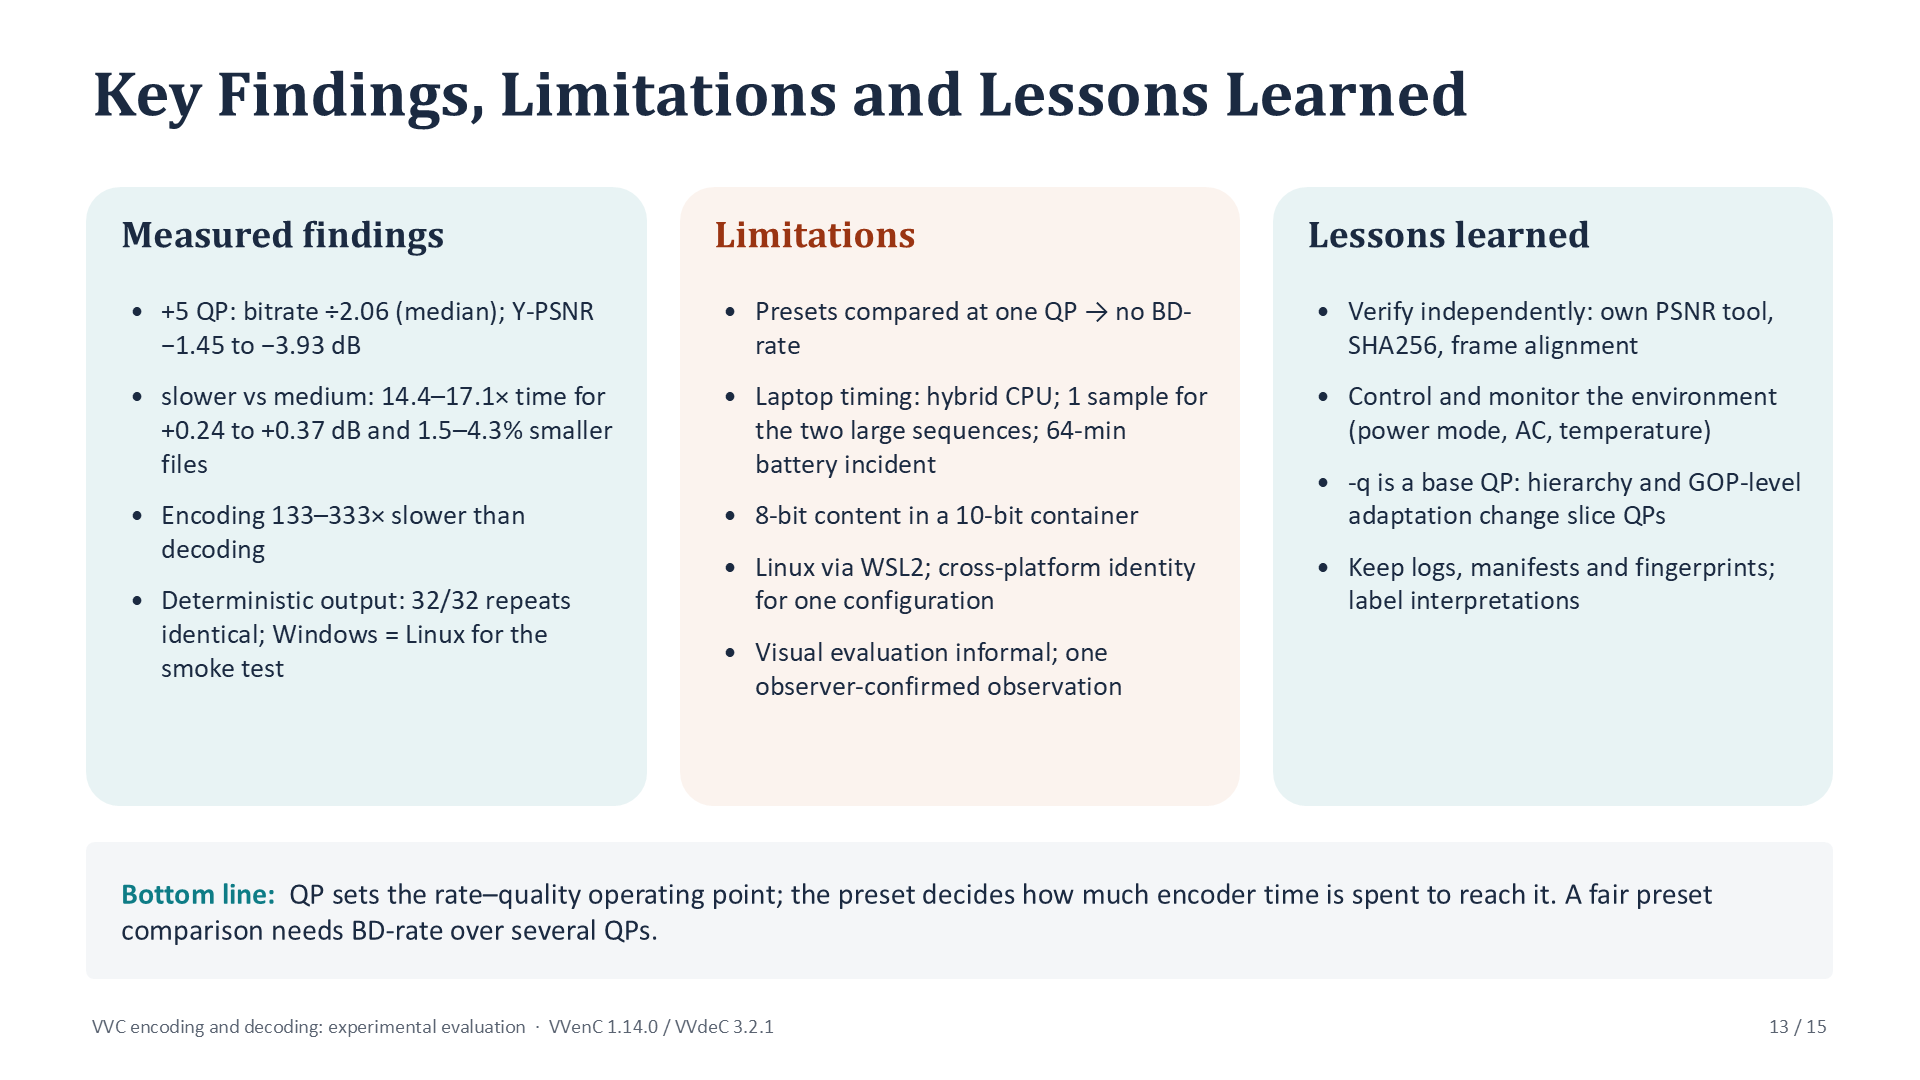 Key Findings, Limitations and Lessons Learned
Measured findings
• +5 QP: bitrate ÷2.06 (median); Y-PSNR
−1.45 to −3.93 dB
• slower vs medium: 14.4–17.1× time for
+0.24 to +0.37 dB and 1.5–4.3% smaller
files
• Encoding 133–333× slower than
decoding
• Deterministic output: 32/32 repeats
identical; Windows = Linux for the
smoke test
Limitations
• Presets compared at one QP → no BD-
rate
• Laptop timing: hybrid CPU; 1 sample for
the two large sequences; 64-min
battery incident
• 8-bit content in a 10-bit container
• Linux via WSL2; cross-platform identity
for one configuration
• Visual evaluation informal; one
observer-confirmed observation
Lessons learned
• Verify independently: own PSNR tool,
SHA256, frame alignment
• Control and monitor the environment
(power mode, AC, temperature)
• -q is a base QP: hierarchy and GOP-level
adaptation change slice QPs
• Keep logs, manifests and fingerprints;
label interpretations
Bottom line: QP sets the rate–quality operating point; the preset decides how much encoder time is spent to reach it. A fair preset
comparison needs BD-rate over several QPs.
VVC encoding and decoding: experimental evaluation · VVenC 1.14.0 / VVdeC 3.2.1
13 / 15